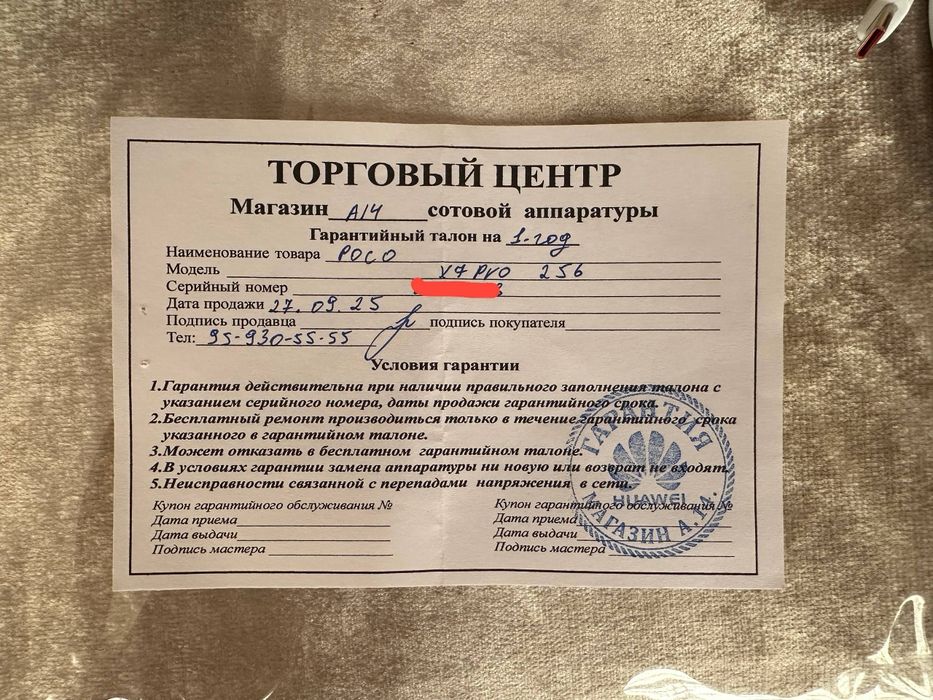 ТОРГОВЫЙ ЦЕНТР
Магазин А14 сотовой аппаратуры
Гарантийный талон на 1-год
Наименование товара POCO
Модель X7 Pro 256
Серийный номер
Дата продажи 27.09.25
Подпись продавца подпись покупателя
Тел: 95-930-55-55
Условия гарантии
1.Гарантия действительна при наличии правильного заполнения талона с
указанием серийного номера, даты продажи гарантийного срока.
2.Бесплатный ремонт производиться только в течение гарантийного срока
указанного в гарантийном талоне.
3.Может отказать в бесплатном гарантийном талоне.
4.В условиях гарантии замена аппаратуры ни новую или возврат не входят.
5.Неисправности связанной с перепадами напряжения в сети.
Купон гарантийного обслуживания № Купон гарантийного обслуживания №
Дата приема Дата приема
Дата выдачи Дата выдачи
Подпись мастера Подпись мастера
ГАРАНТИЯ
HUAWEI
МАГАЗИН А.14.